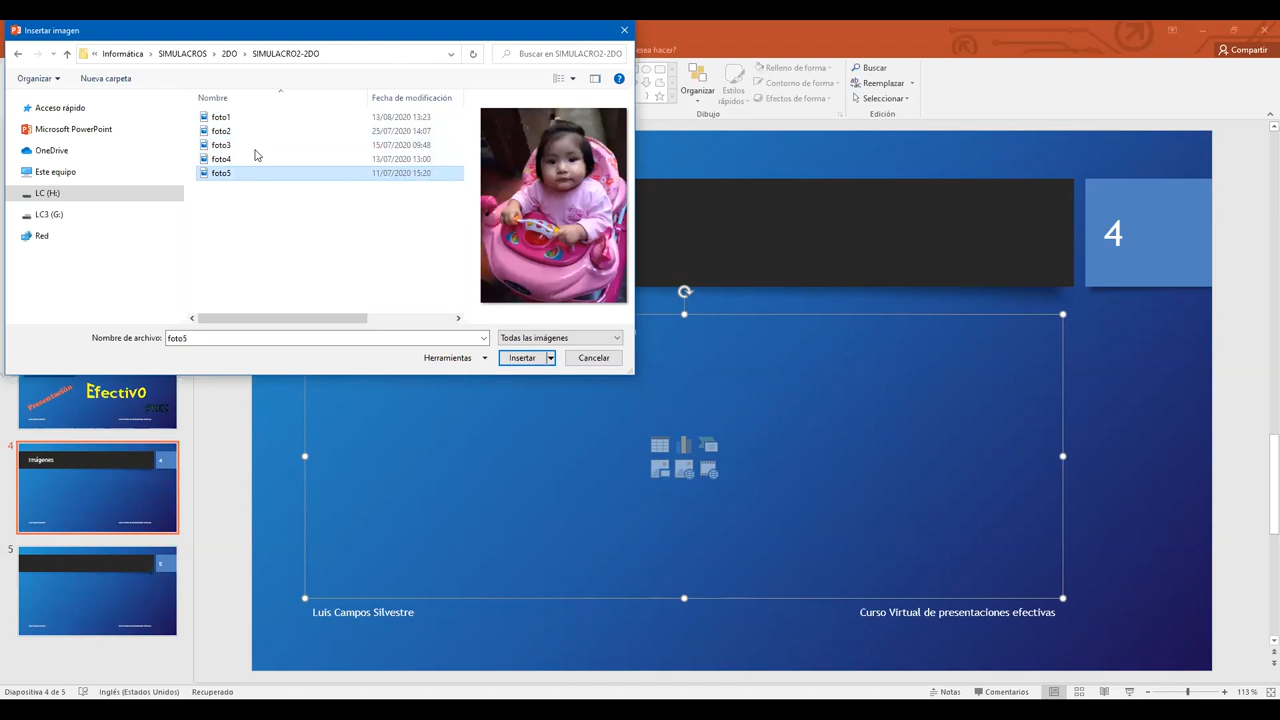 Insertar imagen
« Informática › SIMULACROS › 2DO › SIMULACRO2-2DO
Buscar en SIMULACRO2-2DO
Organizar
Nueva carpeta
Acceso rápido
Microsoft PowerPoint
OneDrive
Este equipo
LC (H:)
LC3 (G:)
Red
Nombre
Fecha de modificación
foto1 13/08/2020 13:23
foto2 25/07/2020 14:07
foto3 15/07/2020 09:48
foto4 13/07/2020 13:00
foto5 11/07/2020 15:20
Nombre de archivo: foto5
Todas las imágenes
Herramientas
Insertar
Cancelar
esea hacer?
Compartir
Organizar
Estilos rápidos
Relleno de forma
Contorno de forma
Efectos de forma
Dibujo
Buscar
Reemplazar
Seleccionar
Edición
Presentación
Efectivo
4
Imágenes
4
5
4
Luis Campos Silvestre
Curso Virtual de presentaciones efectivas
Diapositiva 4 de 5
Inglés (Estados Unidos)
Recuperado
Notas
Comentarios
113 %